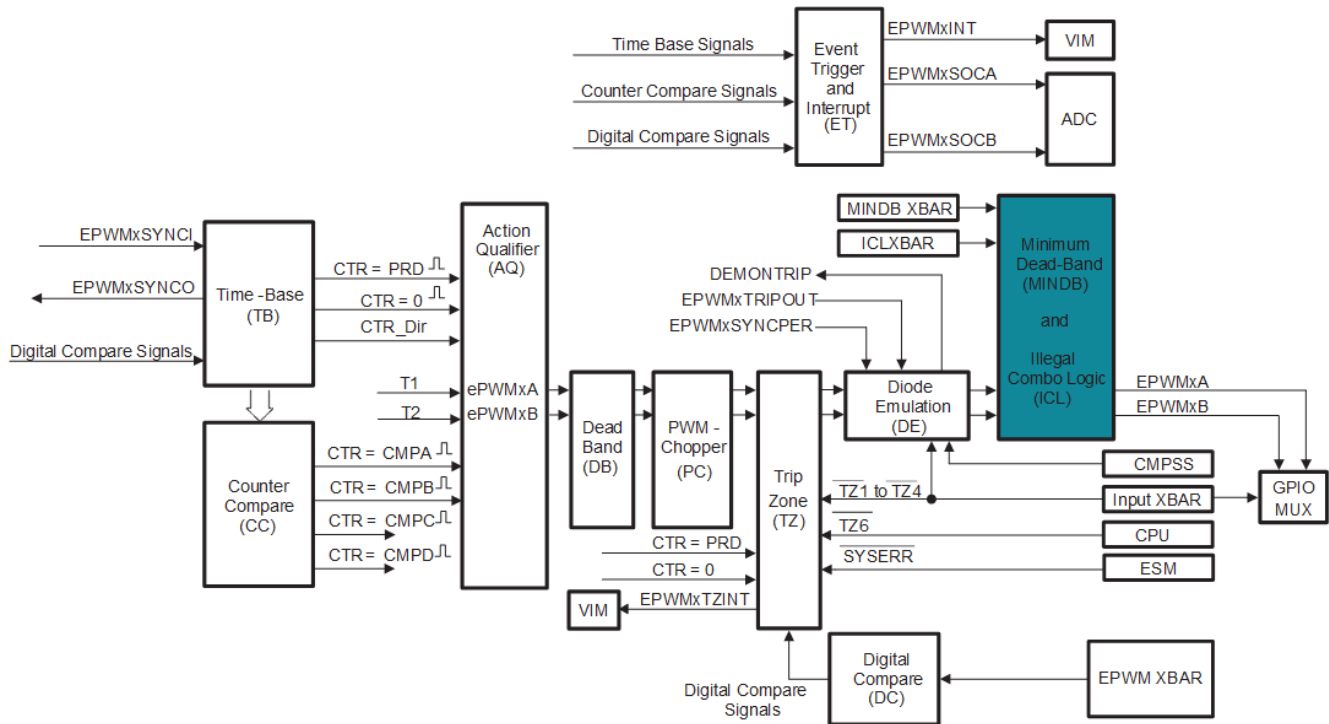 Time Base Signals
Counter Compare Signals
Digital Compare Signals
Event
Trigger
and
Interrupt
(ET)
EPWMxINT
EPWMxSOCA
EPWMxSOCB
VIM
ADC
EPWMxSYNCI
EPWMxSYNCO
Digital Compare Signals
Time -Base
(TB)
CTR = PRD
CTR = 0
CTR_Dir
T1
T2
Action
Qualifier
(AQ)
ePWMxA
ePWMxB
Counter
Compare
(CC)
CTR = CMPA
CTR = CMPB
CTR = CMPC
CTR = CMPD
Dead
Band
(DB)
PWM -
Chopper
(PC)
Trip
Zone
(TZ)
MINDB XBAR
ICLXBAR
DEMONTRIP
EPWMxTRIPOUT
EPWMxSYNCPER
Diode
Emulation
(DE)
Minimum
Dead-Band
(MINDB)
and
Illegal
Combo Logic
(ICL)
EPWMxA
EPWMxB
CMPSS
TZ1 to TZ4
Input XBAR
GPIO
MUX
TZ6
CPU
SYSERR
ESM
CTR = PRD
CTR = 0
EPWMxTZINT
VIM
Digital Compare
Signals
Digital
Compare
(DC)
EPWM XBAR